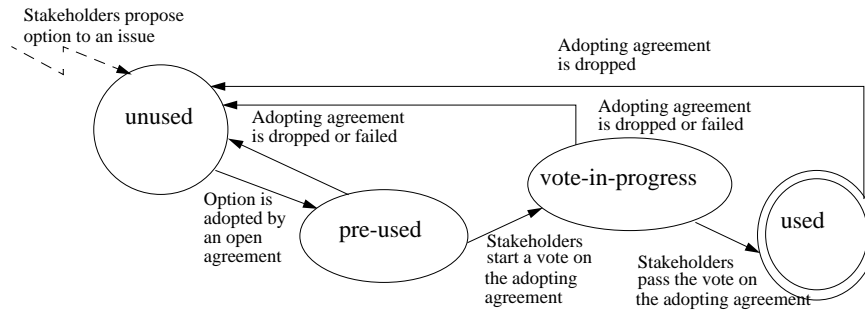 Stakeholders propose
option to an issue
Adopting agreement
is dropped
unused
Adopting agreement
is dropped or failed
Adopting agreement
is dropped or failed
vote-in-progress
Option is
adopted by
an open
agreement
pre-used
used
Stakeholders
start a vote on
the adopting
agreement
Stakeholders
pass the vote on
the adopting agreement